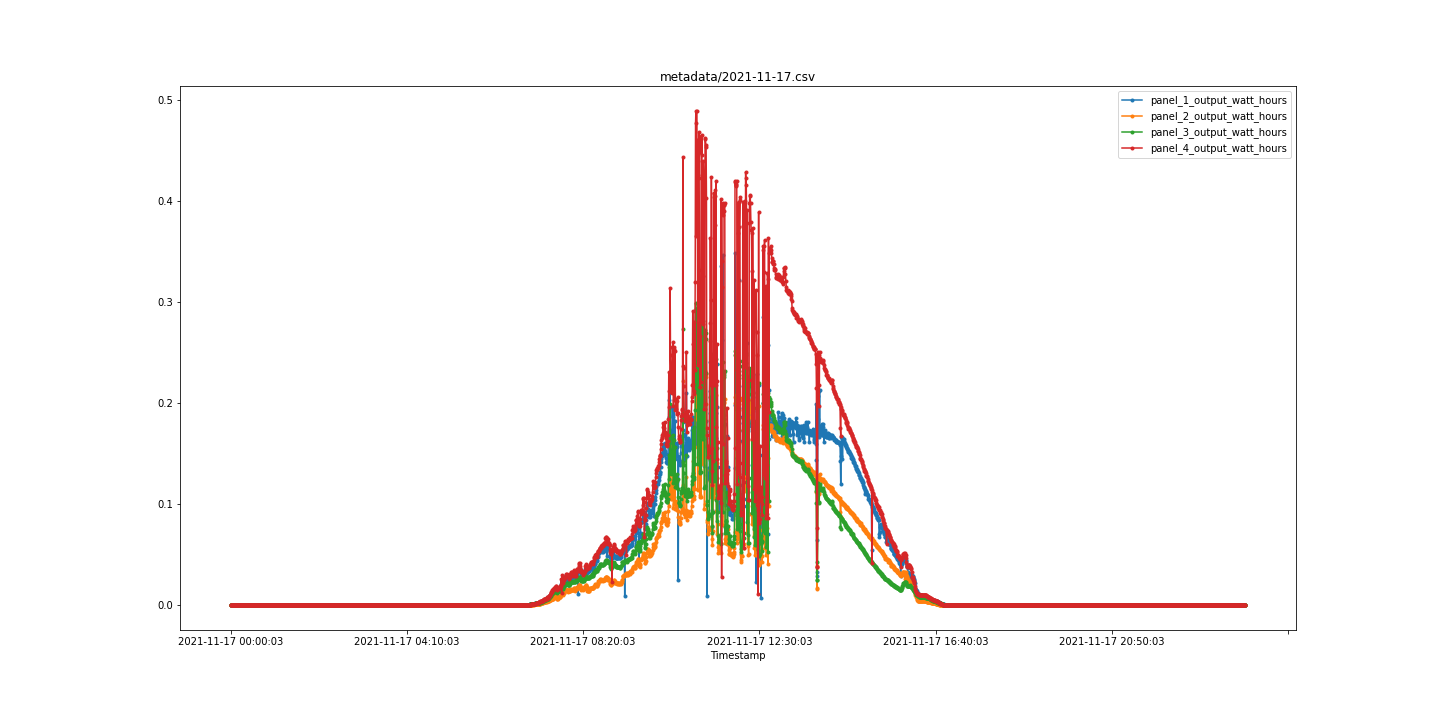 metadata/2021-11-17.csv
panel_1_output_watt_hours
panel_2_output_watt_hours
panel_3_output_watt_hours
panel_4_output_watt_hours
0.5
0.4
0.3
0.2
0.1
0.0
2021-11-17 00:00:03 2021-11-17 04:10:03 2021-11-17 08:20:03 2021-11-17 12:30:03 2021-11-17 16:40:03 2021-11-17 20:50:03
Timestamp